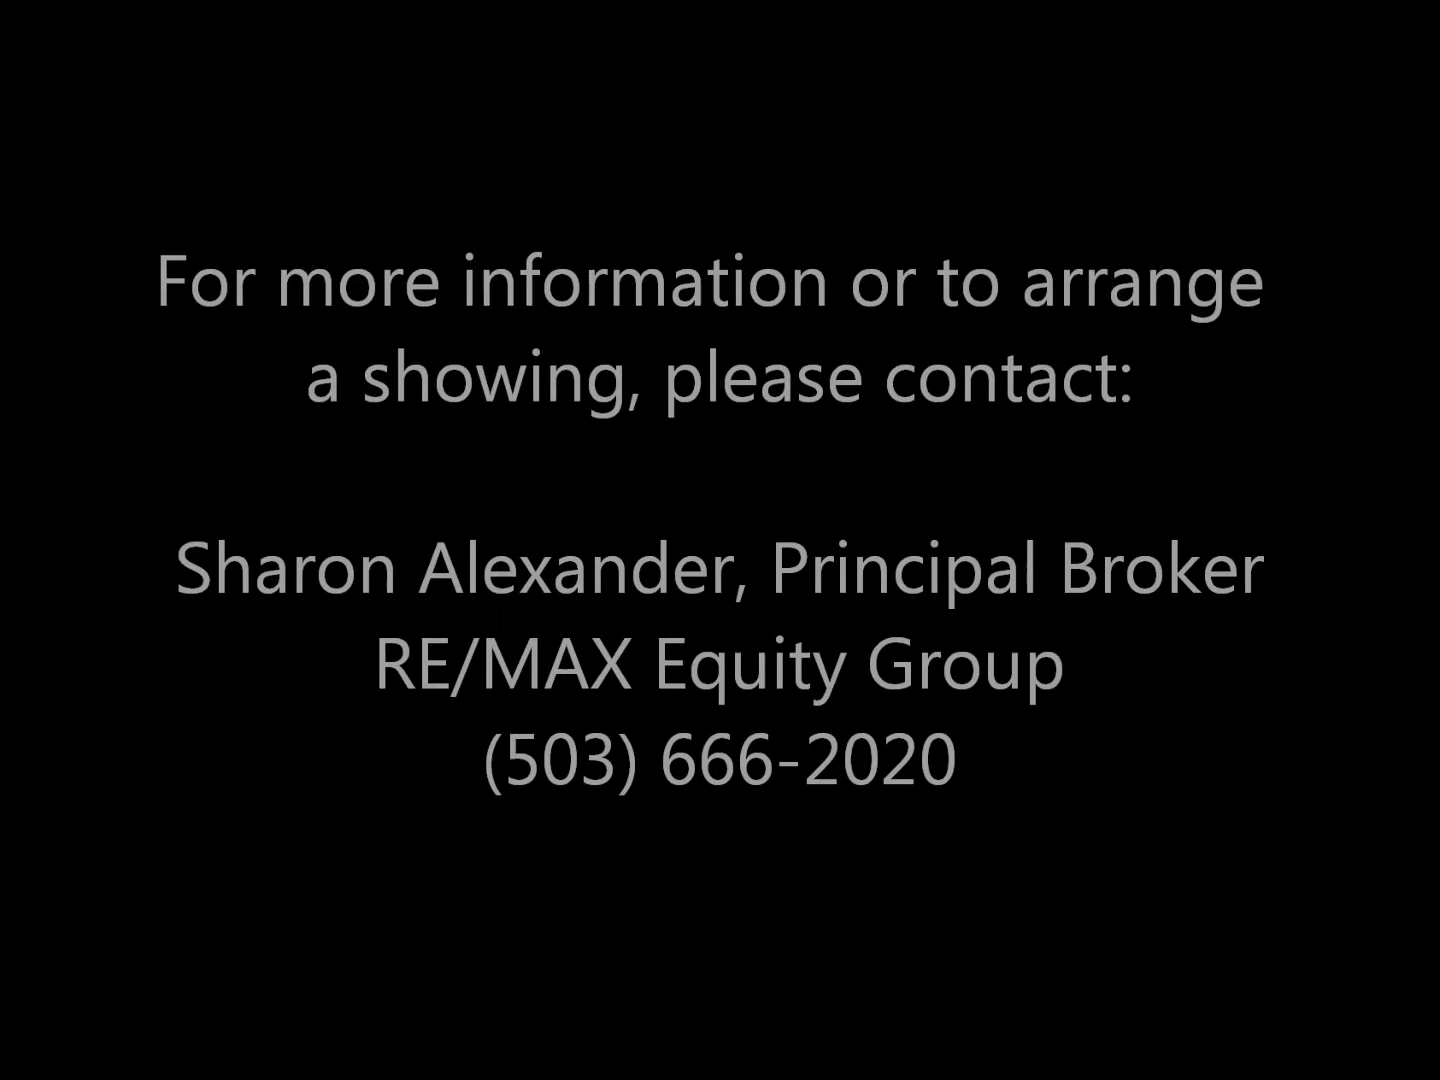 For more information or to arrange
a showing, please contact:
Sharon Alexander, Principal Broker
RE/MAX Equity Group
(503) 666-2020